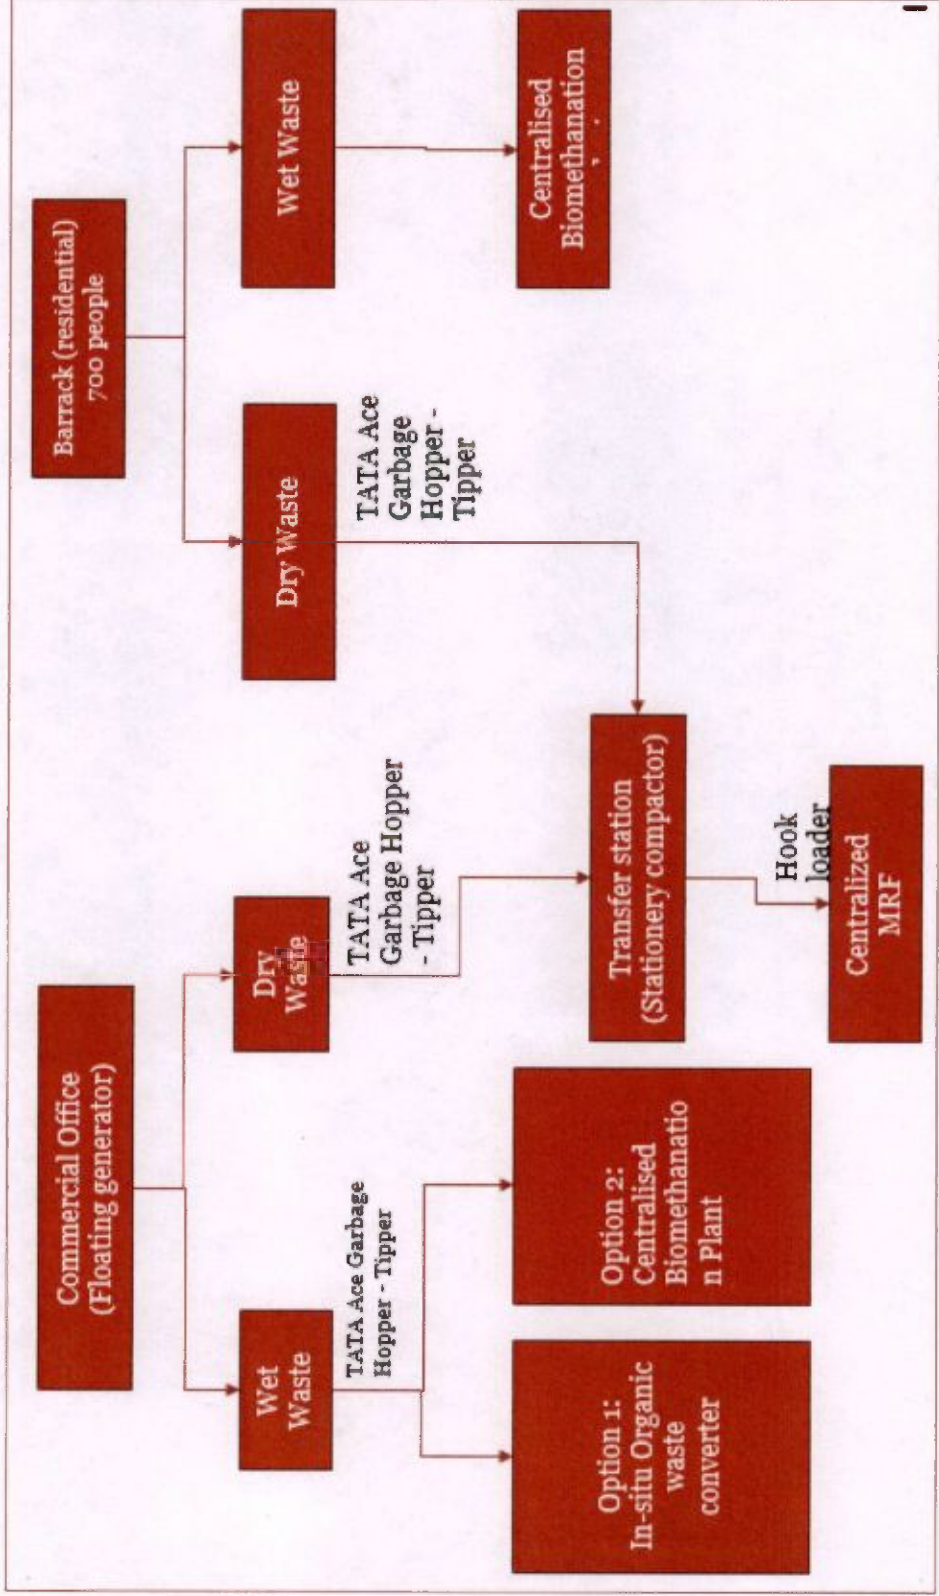 Commercial Office
(Floating generator)
Barrack (residential)
700 people
Wet
Waste
Dry
Waste
Dry Waste
Wet Waste
TATA Ace Garbage
Hopper - Tipper
TATA Ace
Garbage Hopper
- Tipper
TATA Ace
Garbage
Hopper -
Tipper
Option 1:
In-situ Organic
waste
converter
Option 2:
Centralised
Biomethanatio
n Plant
Transfer station
(Stationery compactor)
Centralised
Biomethanation
Hook
loader
Centralized
MRF